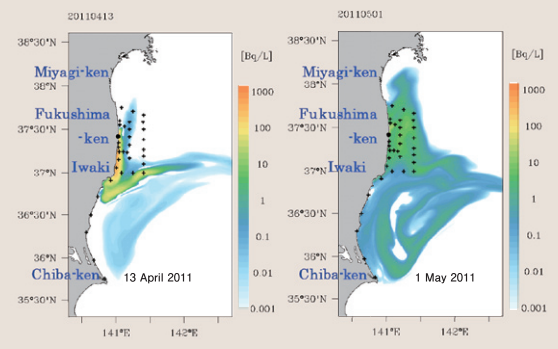 20110413
[Bq/L]
38°30'N
38°N
37°30'N
37°N
36°30'N
36°N
35°30'N
Miyagi-ken
Fukushima
-ken
Iwaki
Chiba-ken
13 April 2011
141°E
142°E
1000
100
10
1
0.1
0.01
0.001
20110501
[Bq/L]
38°30'N
38°N
37°30'N
37°N
36°30'N
36°N
35°30'N
Miyagi-ken
Fukushima
-ken
Iwaki
Chiba-ken
1 May 2011
141°E
142°E
1000
100
10
1
0.1
0.01
0.001